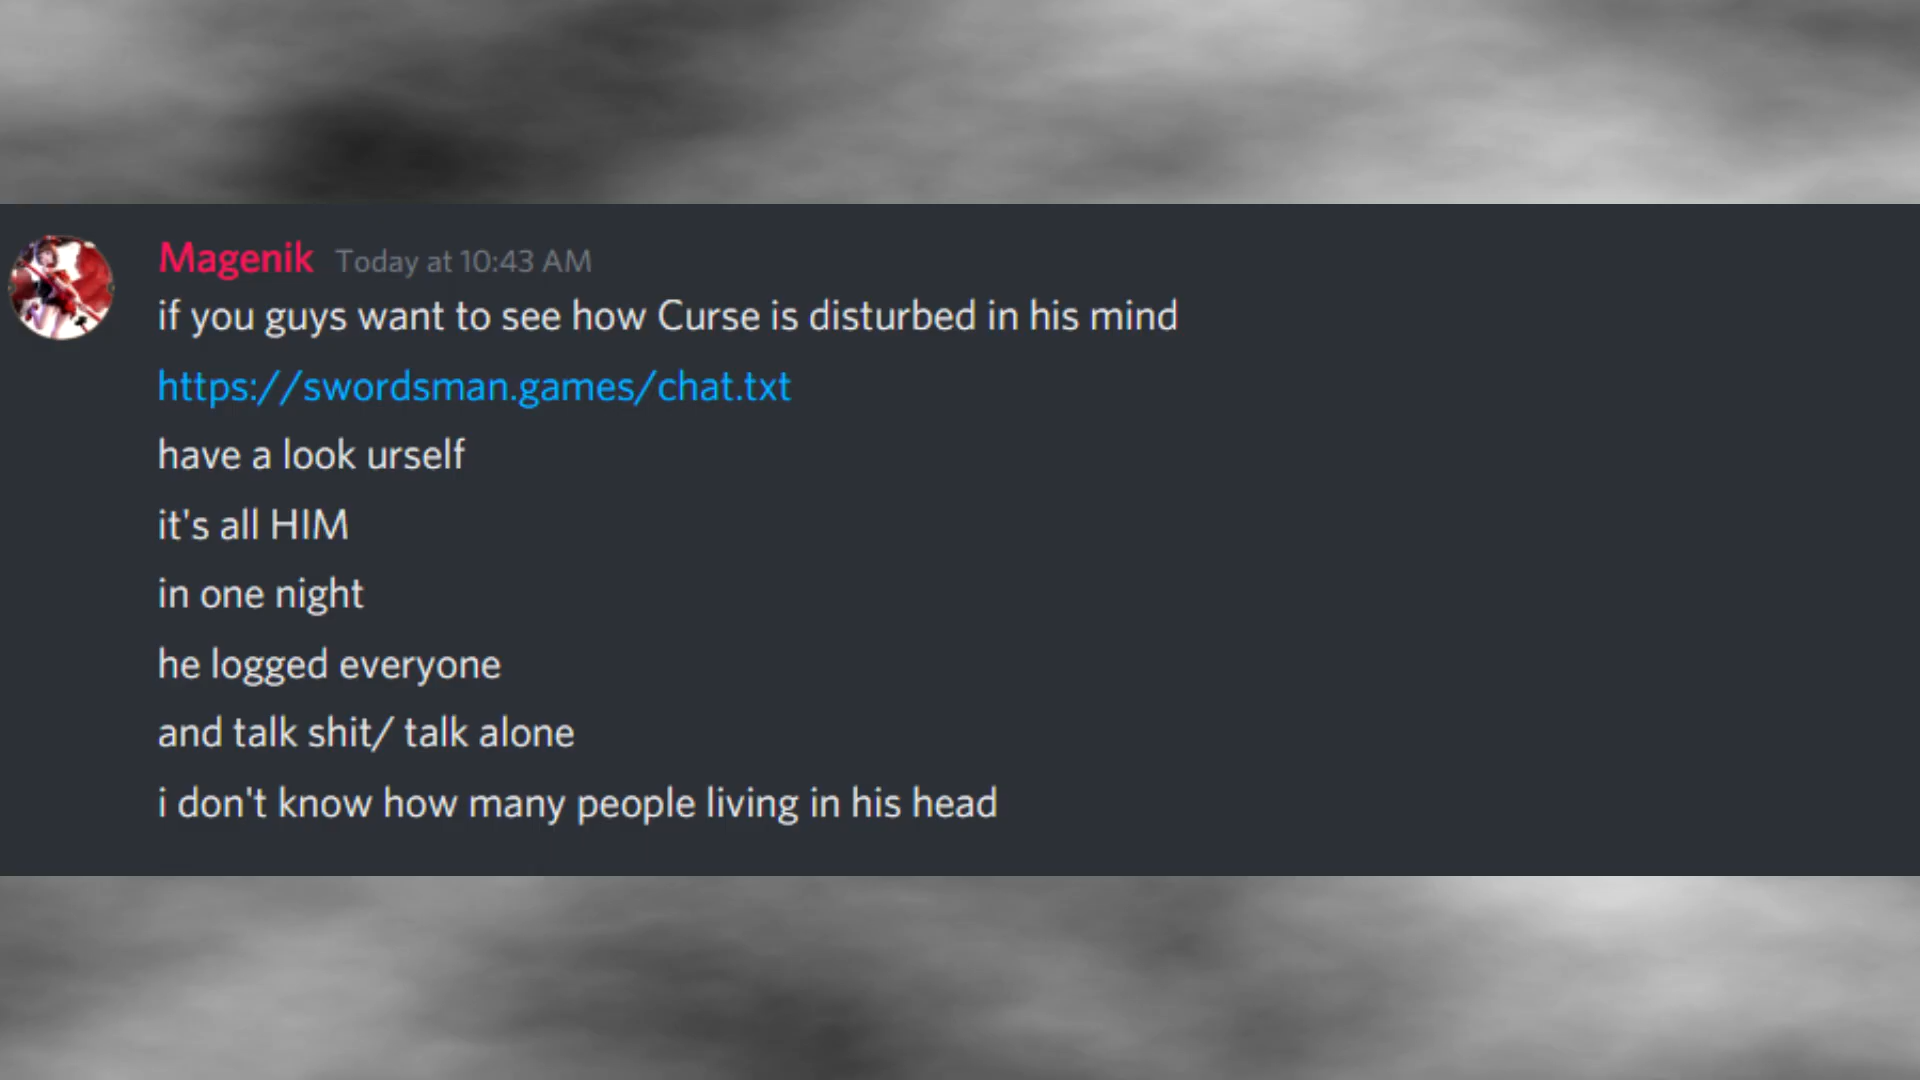 Magenik Today at 10:43 AM
if you guys want to see how Curse is disturbed in his mind
https://swordsman.games/chat.txt
have a look urself
it's all HIM
in one night
he logged everyone
and talk shit/ talk alone
i don't know how many people living in his head